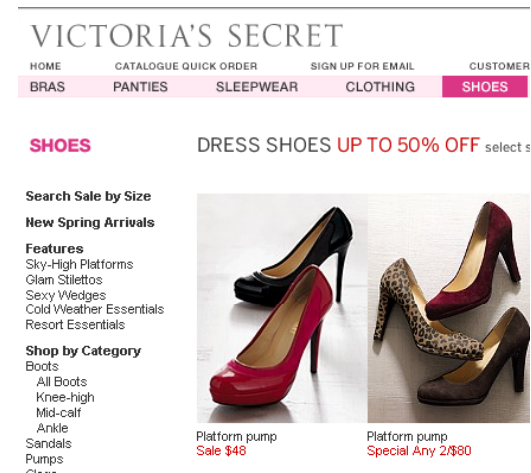 VICTORIA'S SECRET
HOME CATALOGUE QUICK ORDER SIGN UP FOR EMAIL CUSTOMER
BRAS PANTIES SLEEPWEAR CLOTHING SHOES
SHOES
DRESS SHOES UP TO 50% OFF select s
Search Sale by Size
New Spring Arrivals
Features
Sky-High Platforms
Glam Stilettos
Sexy Wedges
Cold Weather Essentials
Resort Essentials
Shop by Category
Boots
All Boots
Knee-high
Mid-calf
Ankle
Sandals
Pumps
Platform pump
Sale $48
Platform pump
Special Any 2/$80